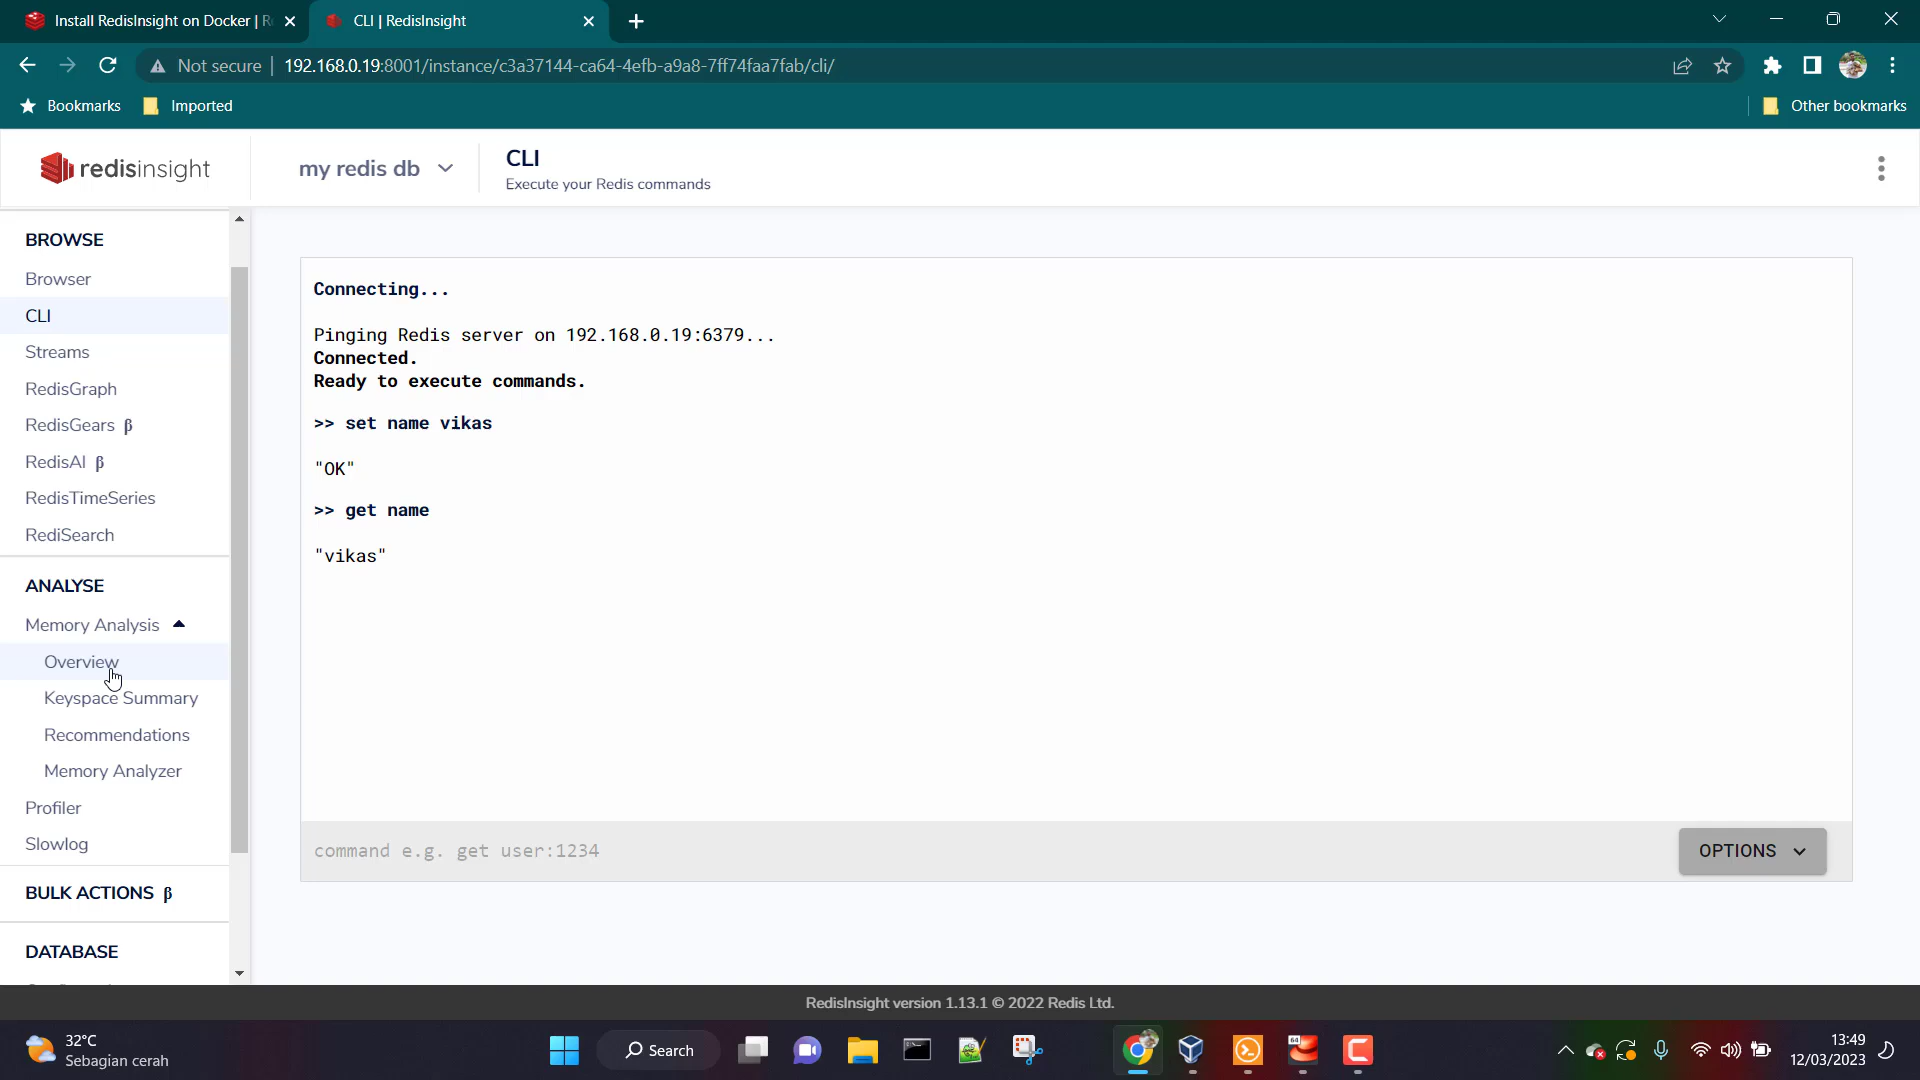 Install RedisInsight on Docker | R
CLI | RedisInsight
Not secure
192.168.0.19:8001/instance/c3a37144-ca64-4efb-a9a8-7ff74faa7fab/cli/
Bookmarks
Imported
Other bookmarks
redisinsight
my redis db
CLI
Execute your Redis commands
BROWSE
Browser
CLI
Streams
RedisGraph
RedisGears β
RedisAI β
RedisTimeSeries
RediSearch
ANALYSE
Memory Analysis
Overview
Keyspace Summary
Recommendations
Memory Analyzer
Profiler
Slowlog
BULK ACTIONS β
DATABASE
Connecting...
Pinging Redis server on 192.168.0.19:6379...
Connected.
Ready to execute commands.
>> set name vikas
"OK"
>> get name
"vikas"
command e.g. get user:1234
OPTIONS
RedisInsight version 1.13.1 © 2022 Redis Ltd.
32°C
Sebagian cerah
Search
64
13:49
12/03/2023